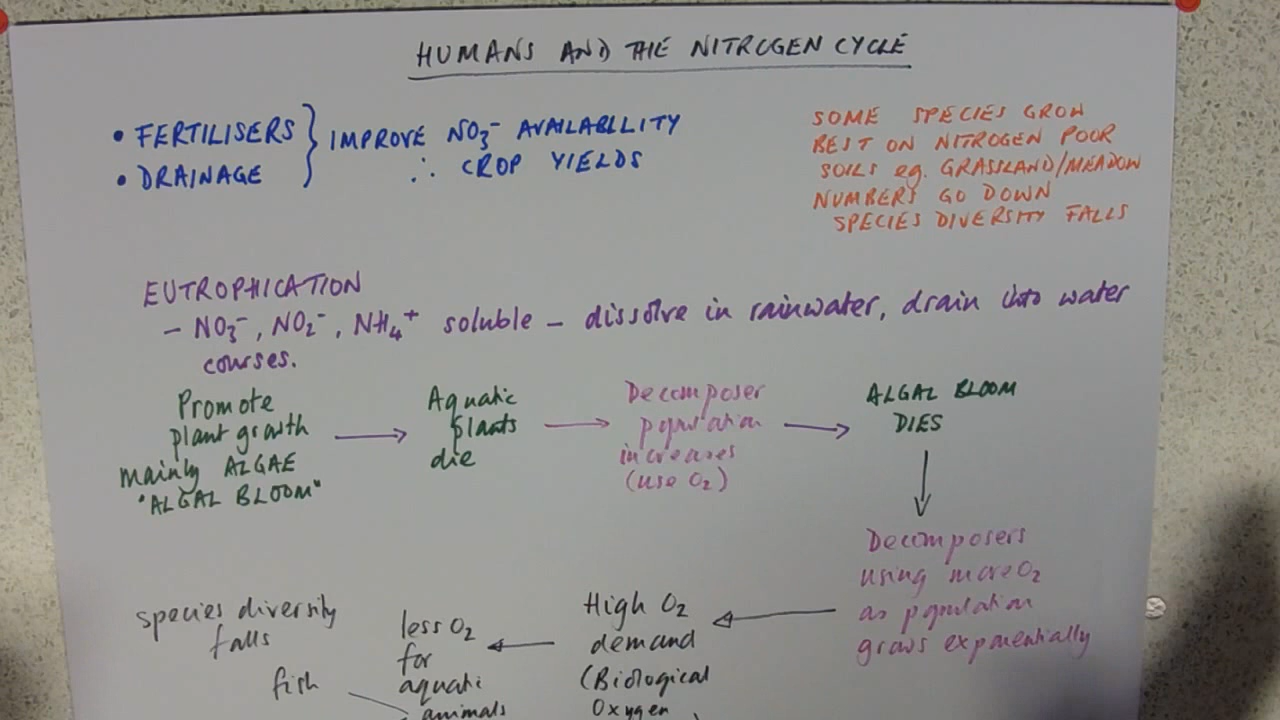 HUMANS AND THE NITROGEN CYCLE
• FERTILISERS } IMPROVE NO3- AVAILABILITY
• DRAINAGE ∴ CROP YIELDS
SOME SPECIES GROW
BEST ON NITROGEN POOR
SOILS eg. GRASSLAND/MEADOW
NUMBERS GO DOWN
SPECIES DIVERSITY FALLS
EUTROPHICATION
– NO3-, NO2-, NH4+ soluble – dissolve in rainwater, drain into water
courses.
Promote
plant growth
mainly ALGAE
"ALGAL BLOOM"
Aquatic
plants
die
Decomposer
population
increases
(use O2)
ALGAL BLOOM
DIES
Decomposers
using more O2
as population
grows exponentially
High O2
demand
(Biological
Oxygen
less O2
for
aquatic
animals
species diversity
falls
fish